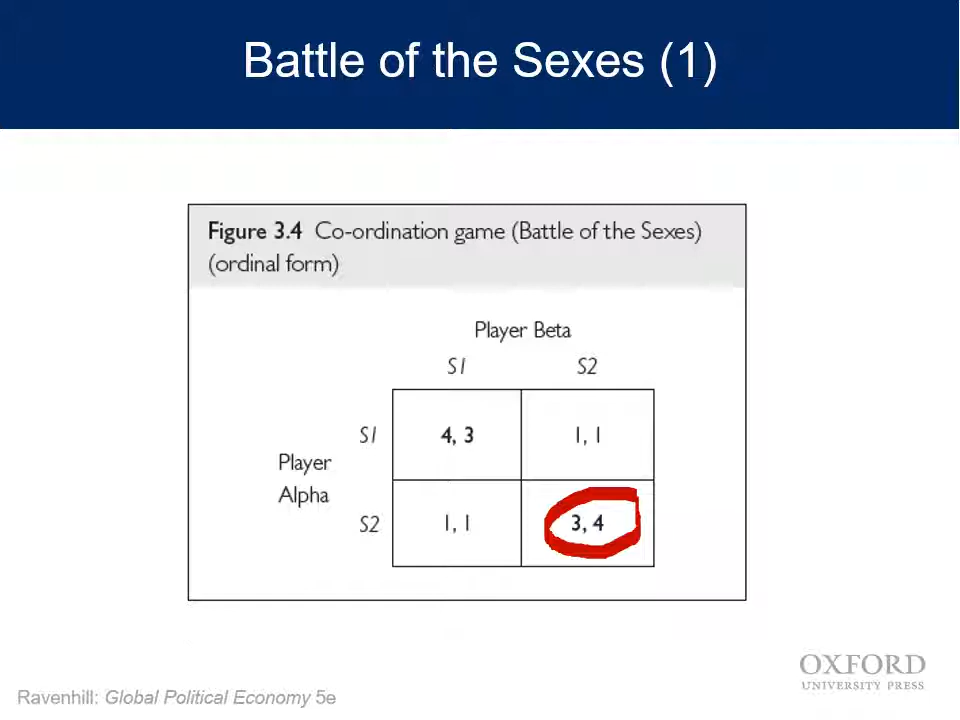 Battle of the Sexes (1)
Figure 3.4 Co-ordination game (Battle of the Sexes)
(ordinal form)
Player Beta
S1 S2
S1 4, 3 1, 1
Player
Alpha
S2 1, 1 3, 4
OXFORD
UNIVERSITY PRESS
Ravenhill: Global Political Economy 5e